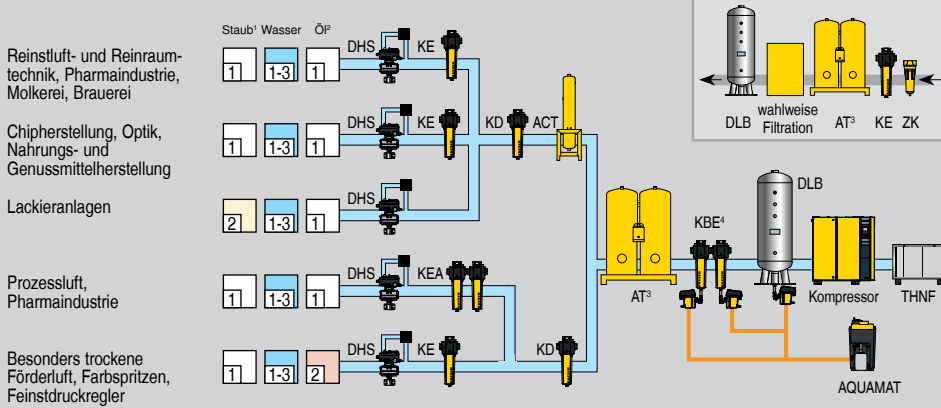 Staub¹ Wasser Öl²
Reinstluft- und Reinraum-
technik, Pharmaindustrie,
Molkerei, Brauerei
1 1-3 1
DHS KE
Chipherstellung, Optik,
Nahrungs- und
Genussmittelherstellung
1 1-3 1
DHS KE KD ACT
Lackieranlagen
2 1-3 1
DHS
Prozessluft,
Pharmaindustrie
1 1-3 1
DHS KEA
Besonders trockene
Förderluft, Farbspritzen,
Feinstdruckregler
1 1-3 2
DHS KE KD
DLB wahlweise
Filtration AT³ KE ZK
DLB
KBE⁴
AT³
Kompressor THNF
AQUAMAT